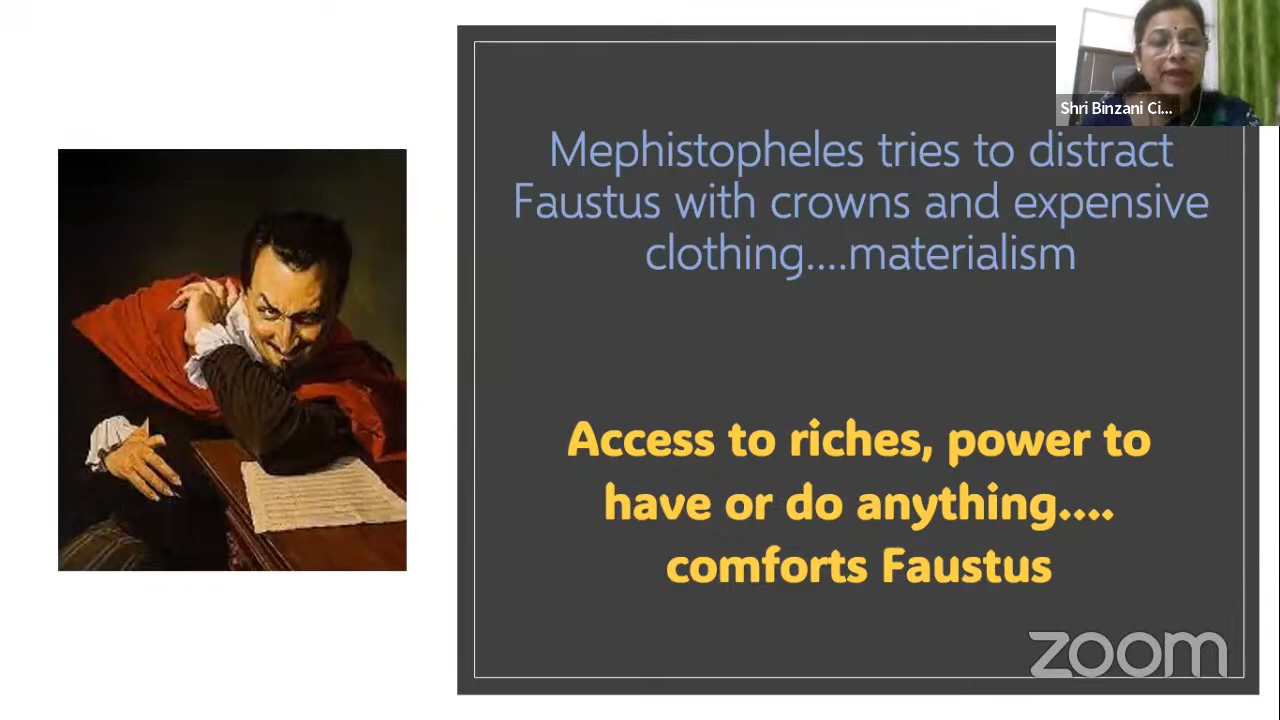 Shri Binzani Ci...
Mephistopheles tries to distract
Faustus with crowns and expensive
clothing....materialism
Access to riches, power to
have or do anything....
comforts Faustus
zoom